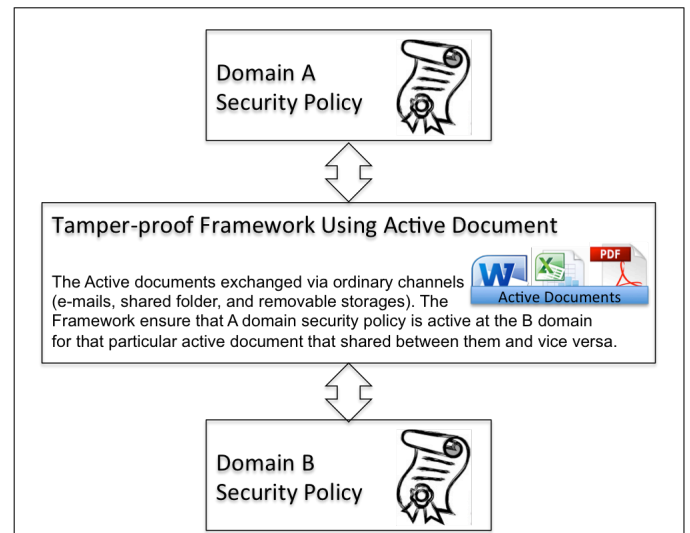 Domain A
Security Policy
Tamper-proof Framework Using Active Document
The Active documents exchanged via ordinary channels
(e-mails, shared folder, and removable storages). The
Framework ensure that A domain security policy is active at the B domain
for that particular active document that shared between them and vice versa.
W
X
PDF
Active Documents
Domain B
Security Policy